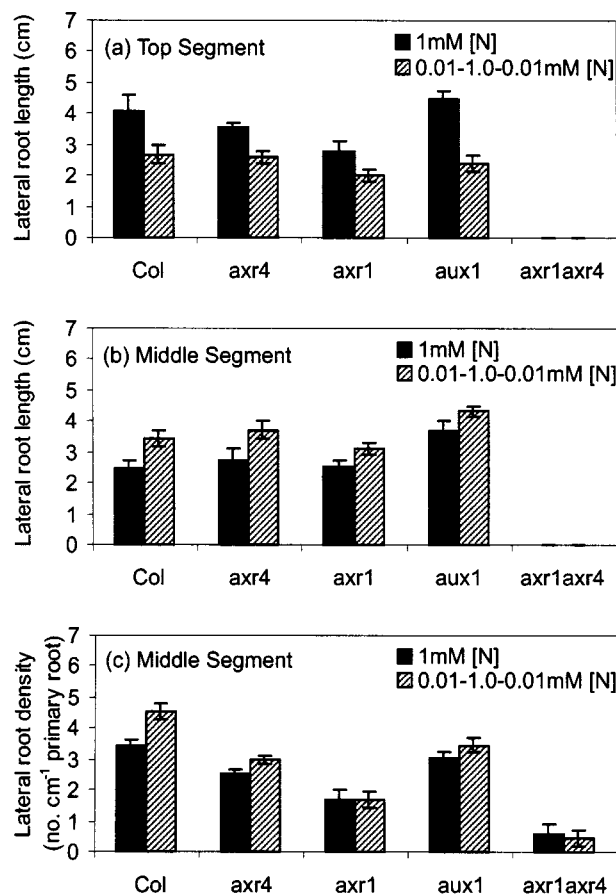 7
6
5
4
3
2
1
0
Lateral root length (cm)
(a) Top Segment
1mM [N]
0.01-1.0-0.01mM [N]
Col axr4 axr1 aux1 axr1axr4
7
6
5
4
3
2
1
0
Lateral root length (cm)
(b) Middle Segment
1mM [N]
0.01-1.0-0.01mM [N]
Col axr4 axr1 aux1 axr1axr4
7
6
5
4
3
2
1
0
Lateral root density
(no. cm⁻¹ primary root)
(c) Middle Segment
1mM [N]
0.01-1.0-0.01mM [N]
Col axr4 axr1 aux1 axr1axr4